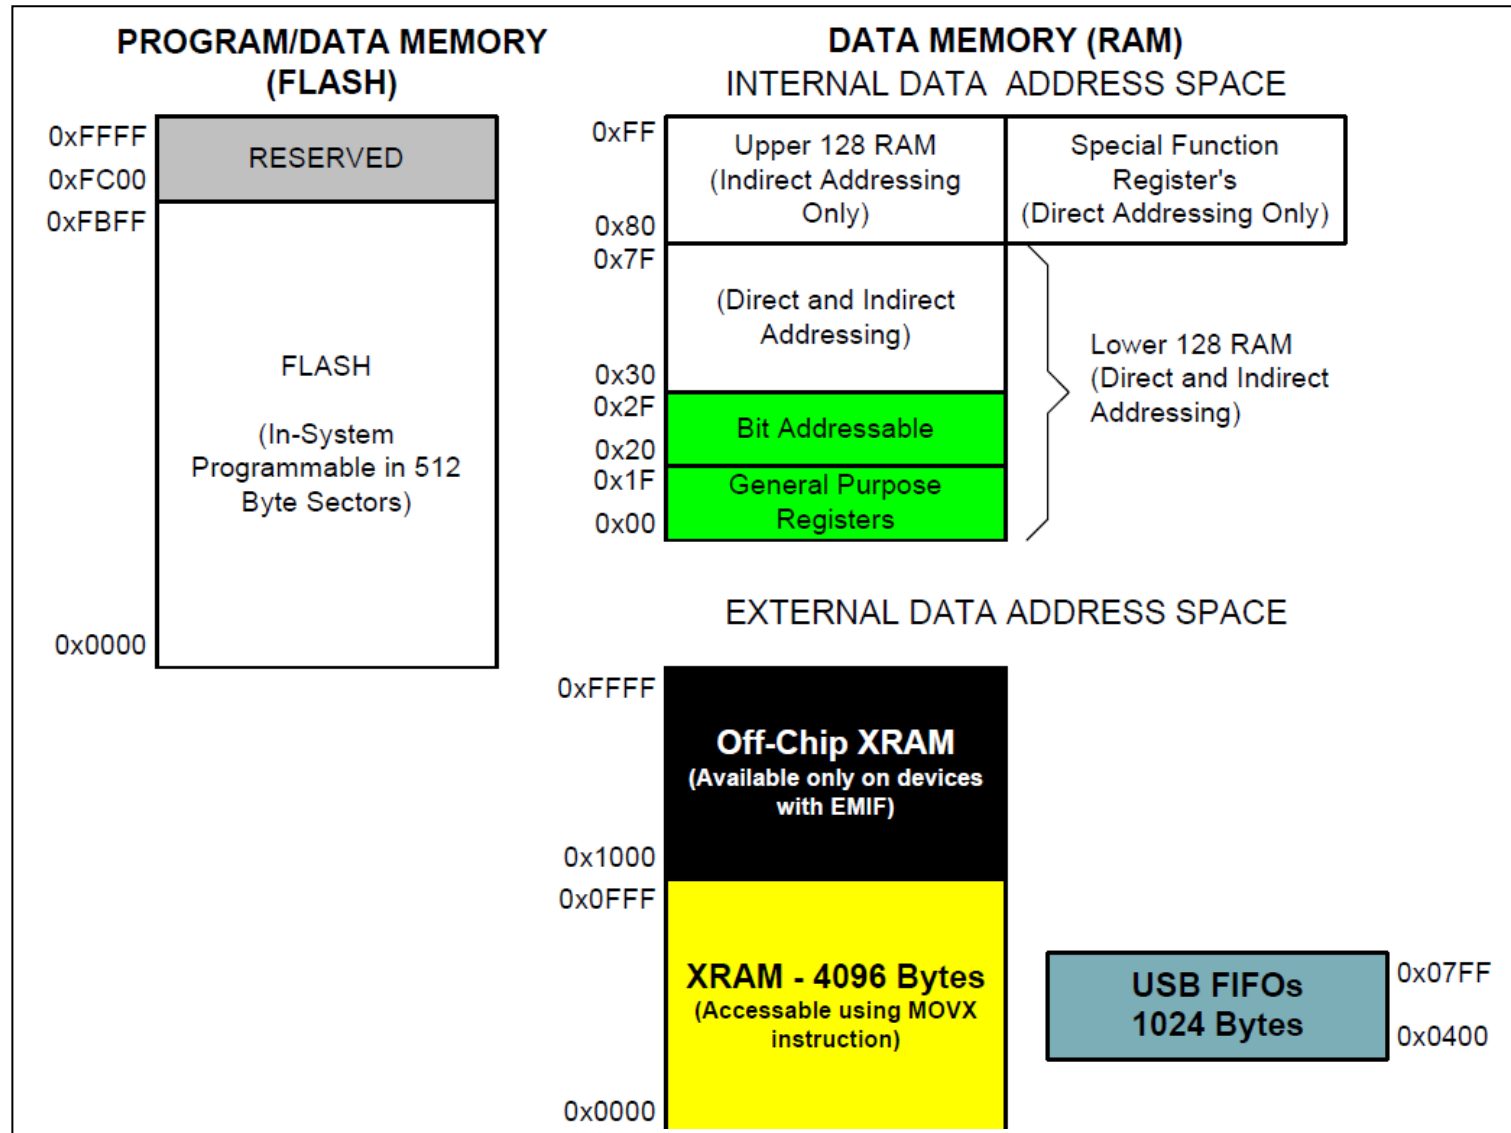 PROGRAM/DATA MEMORY
(FLASH)
0xFFFF
RESERVED
0xFC00
0xFBFF
FLASH
(In-System
Programmable in 512
Byte Sectors)
0x0000
DATA MEMORY (RAM)
INTERNAL DATA ADDRESS SPACE
0xFF
Upper 128 RAM
(Indirect Addressing
Only)
0x80
Special Function
Register's
(Direct Addressing Only)
0x7F
(Direct and Indirect
Addressing)
0x30
Lower 128 RAM
(Direct and Indirect
Addressing)
0x2F
Bit Addressable
0x20
0x1F
General Purpose
Registers
0x00
EXTERNAL DATA ADDRESS SPACE
0xFFFF
Off-Chip XRAM
(Available only on devices
with EMIF)
0x1000
0x0FFF
XRAM - 4096 Bytes
(Accessable using MOVX
instruction)
0x0000
USB FIFOs
1024 Bytes
0x07FF
0x0400